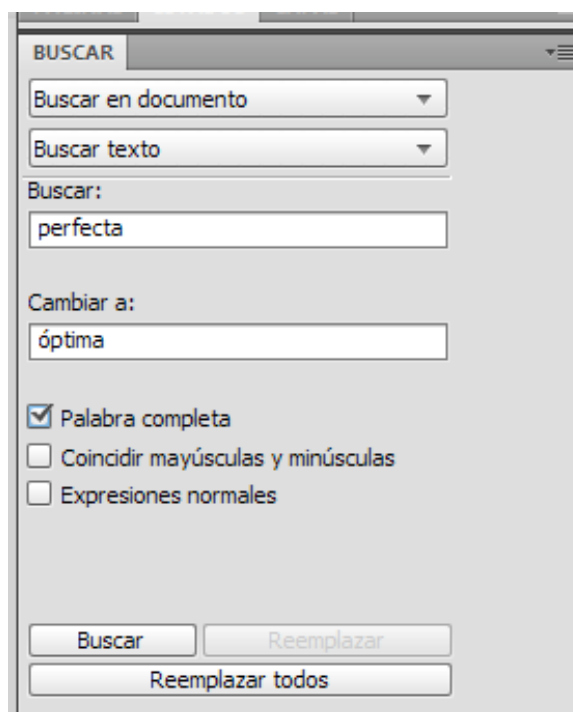 BUSCAR
Buscar en documento
Buscar texto
Buscar:
perfecta
Cambiar a:
óptima
Palabra completa
Coincidir mayúsculas y minúsculas
Expresiones normales
Buscar Reemplazar
Reemplazar todos